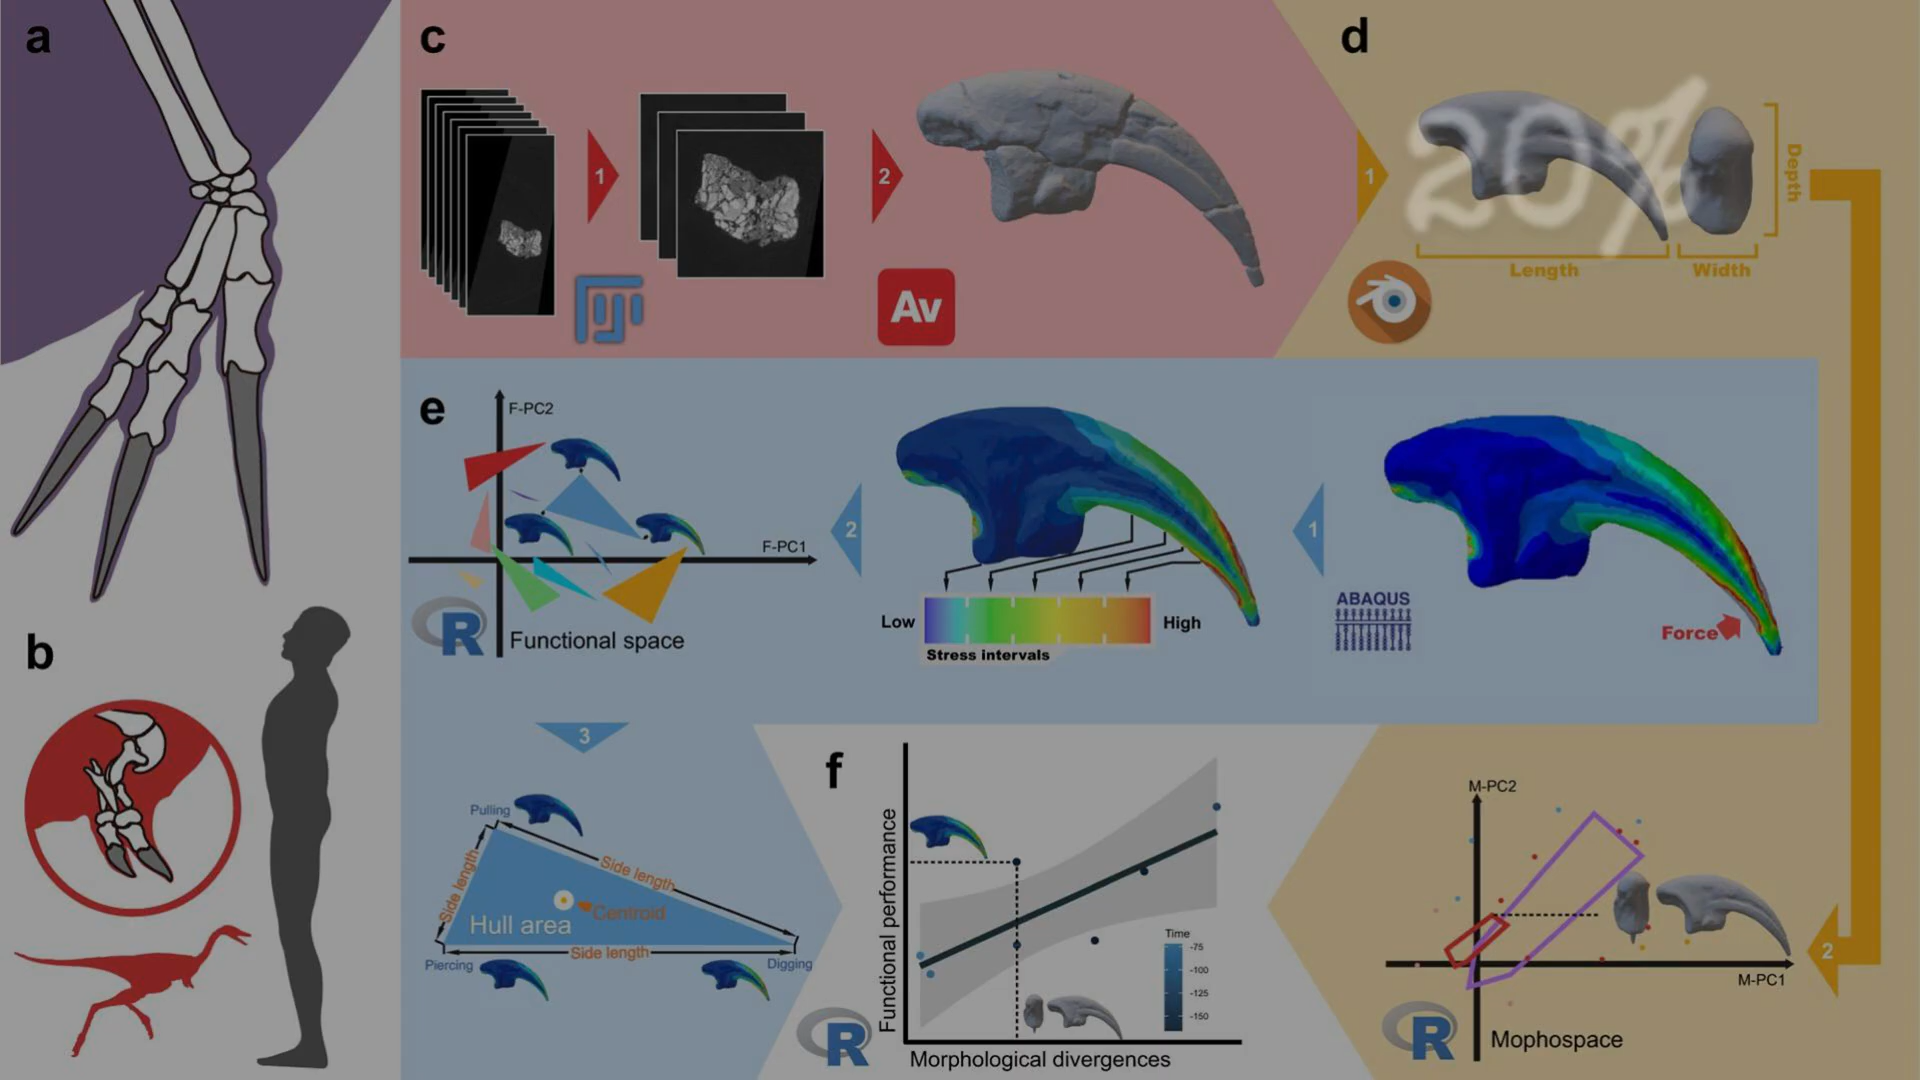 a
c
d
20%
1
2
1
Depth
Length
Width
Av
e
F-PC2
F-PC1
2
1
Low
High
Stress intervals
ABAQUS
Force
R
Functional space
b
3
f
Pulling
Side length
Side length
Centroid
Hull area
Side length
Piercing
Digging
Functional performance
Time
-75
-100
-125
-150
R
Morphological divergences
M-PC2
M-PC1
2
R
Mophospace